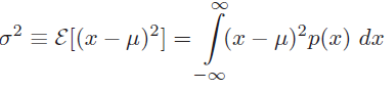 σ² ≡ ℰ[(x − μ)²] = ∫_{−∞}^{∞} (x − μ)² p(x) dx